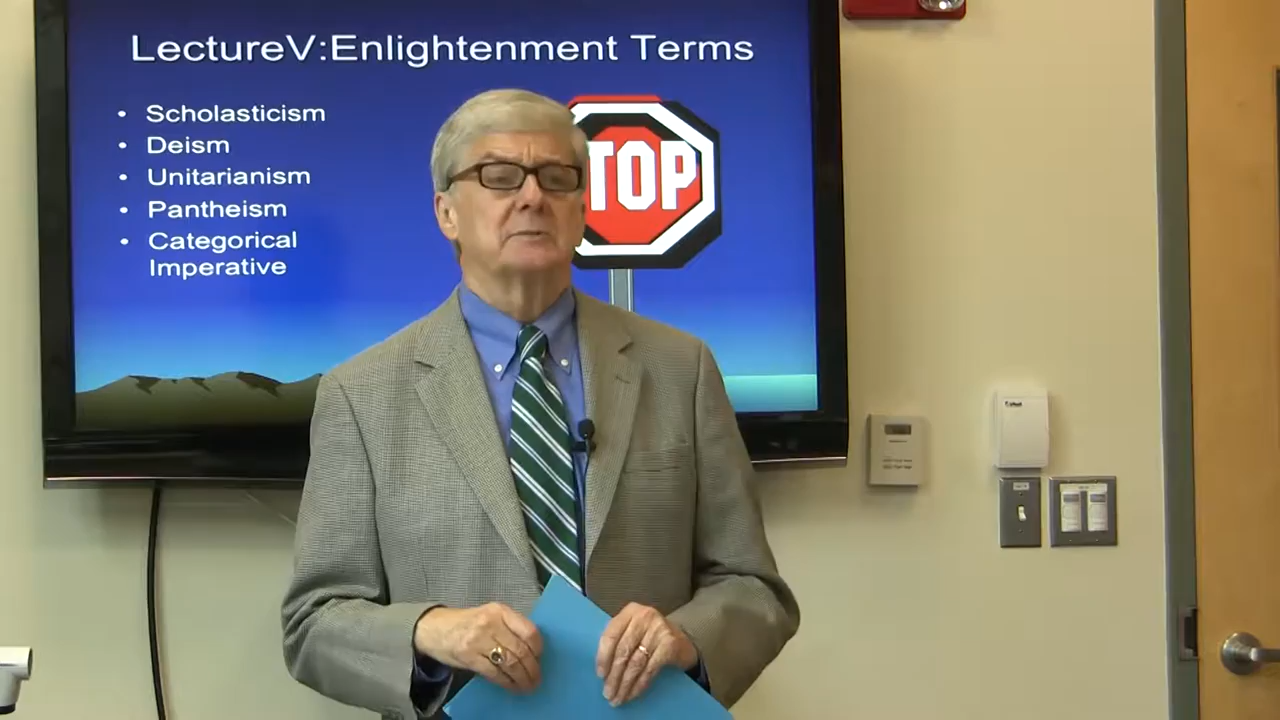 LectureV:Enlightenment Terms
• Scholasticism
• Deism
• Unitarianism
• Pantheism
• Categorical
Imperative
TOP